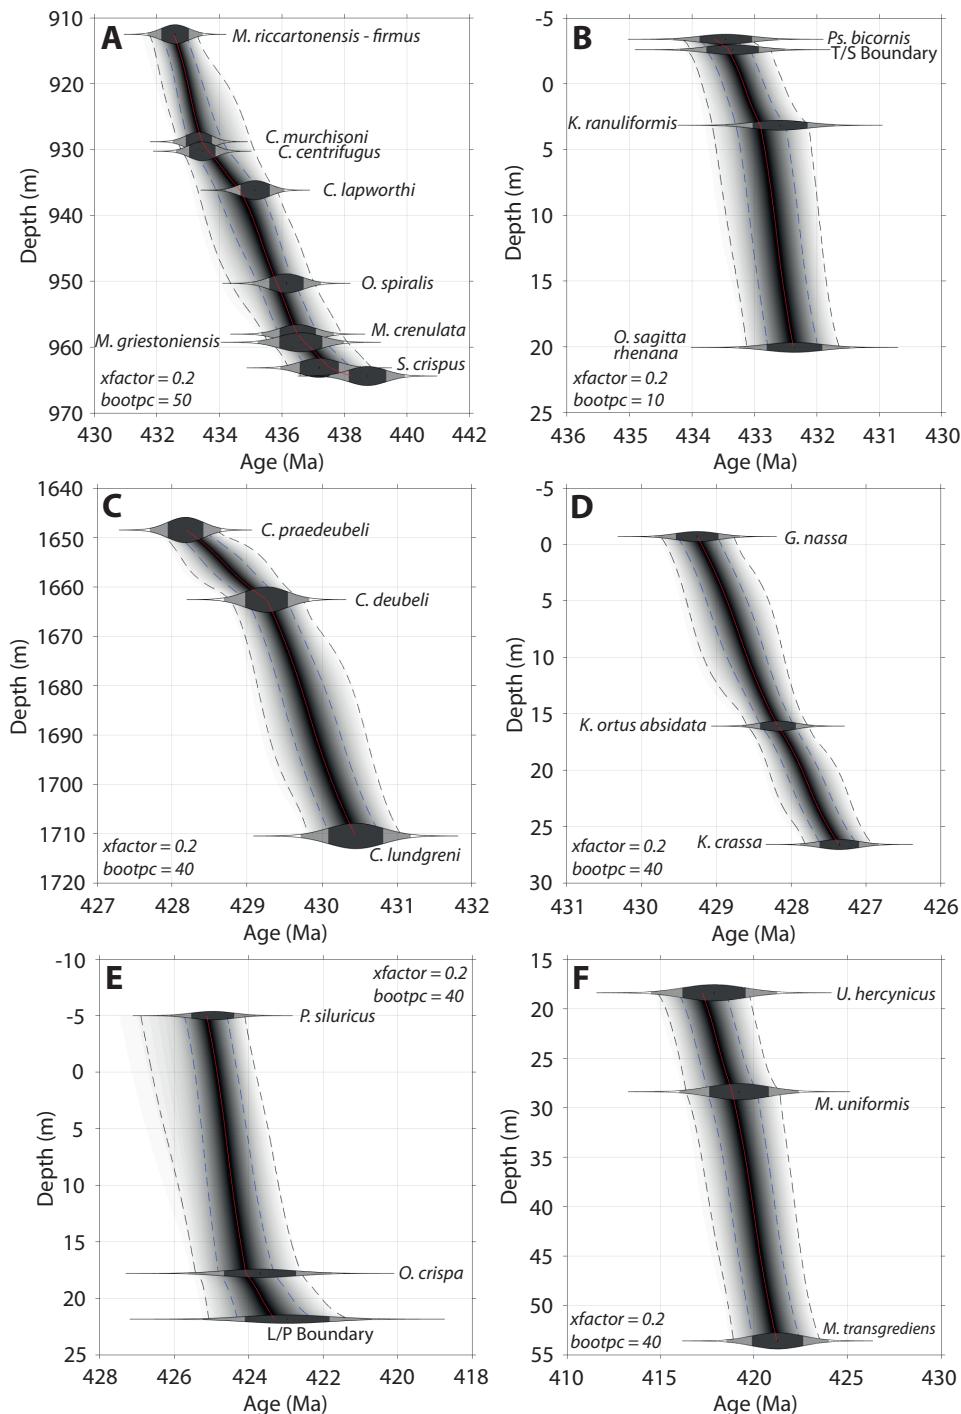 A
910
920
930
940
950
960
970
Depth (m)
M. riccartonensis - firmus
C. murchisoni
C. centrifugus
C. lapworthi
O. spiralis
M. crenulata
M. griestoniensis
S. crispus
xfactor = 0.2
bootpc = 50
430 432 434 436 438 440 442
Age (Ma)
B
-5
0
5
10
15
20
25
Depth (m)
Ps. bicornis
T/S Boundary
K. ranuliformis
O. sagitta
rhenana
xfactor = 0.2
bootpc = 10
436 435 434 433 432 431 430
Age (Ma)
C
1640
1650
1660
1670
1680
1690
1700
1710
1720
Depth (m)
C. praedeubeli
C. deubeli
C. lundgreni
xfactor = 0.2
bootpc = 40
427 428 429 430 431 432
Age (Ma)
D
-5
0
5
10
15
20
25
30
Depth (m)
G. nassa
K. ortus absidata
K. crassa
xfactor = 0.2
bootpc = 40
431 430 429 428 427 426
Age (Ma)
E
-10
-5
0
5
10
15
20
25
Depth (m)
xfactor = 0.2
bootpc = 40
P. siluricus
O. crispa
L/P Boundary
428 426 424 422 420 418
Age (Ma)
F
15
20
25
30
35
40
45
50
55
Depth (m)
U. hercynicus
M. uniformis
M. transgrediens
xfactor = 0.2
bootpc = 40
410 415 420 425 430
Age (Ma)